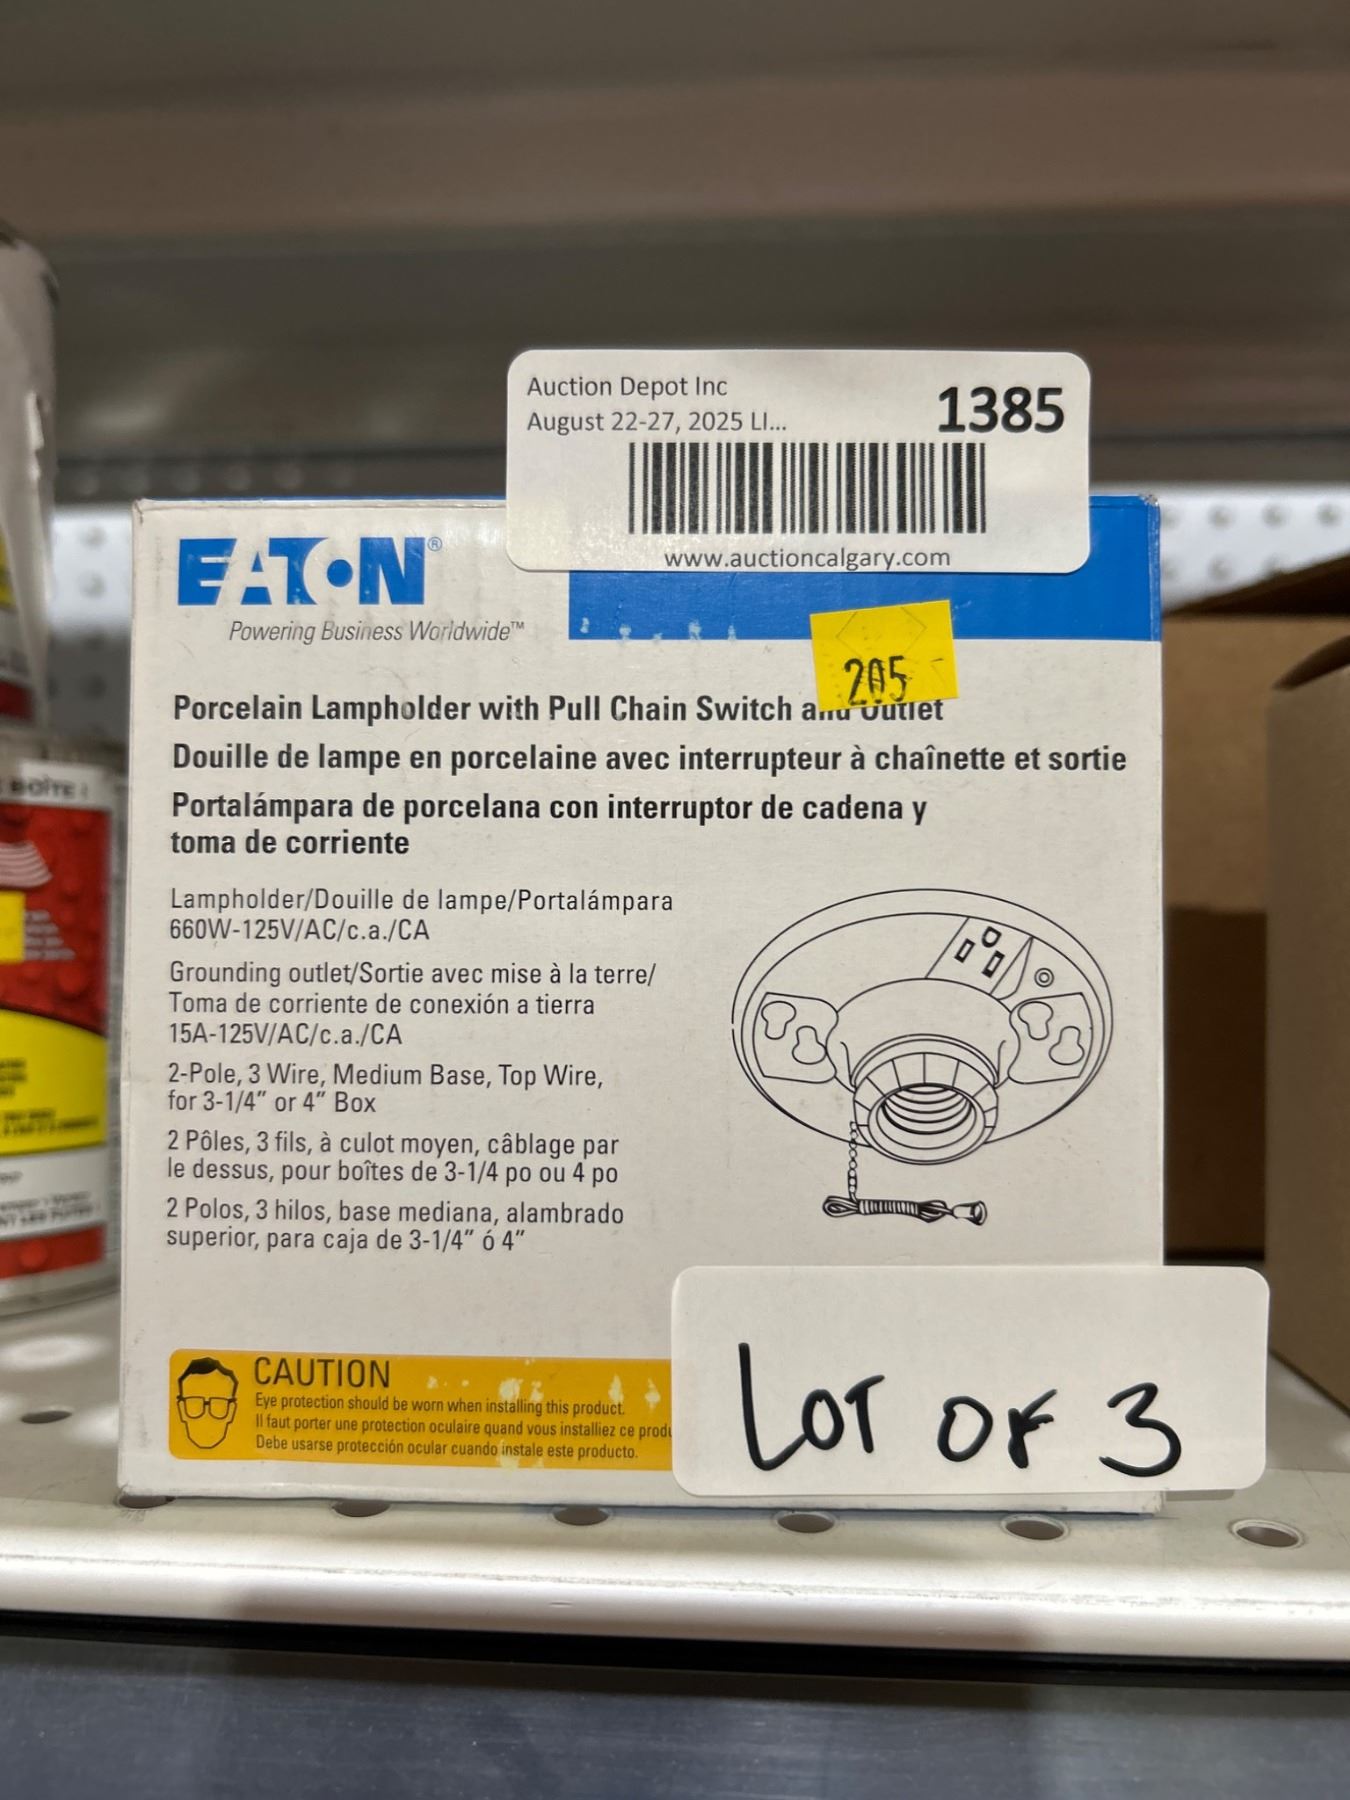 Auction Depot Inc
August 22-27, 2025 LI...
1385
www.auctioncalgary.com
EATON®
Powering Business Worldwide™
205
Porcelain Lampholder with Pull Chain Switch and Outlet
Douille de lampe en porcelaine avec interrupteur à chaînette et sortie
Portalámpara de porcelana con interruptor de cadena y
toma de corriente
Lampholder/Douille de lampe/Portalámpara
660W-125V/AC/c.a./CA
Grounding outlet/Sortie avec mise à la terre/
Toma de corriente de conexión a tierra
15A-125V/AC/c.a./CA
2-Pole, 3 Wire, Medium Base, Top Wire,
for 3-1/4" or 4" Box
2 Pôles, 3 fils, à culot moyen, câblage par
le dessus, pour boîtes de 3-1/4 po ou 4 po
2 Polos, 3 hilos, base mediana, alambrado
superior, para caja de 3-1/4" ó 4"
CAUTION
Eye protection should be worn when installing this product.
Il faut porter une protection oculaire quand vous installiez ce produ
Debe usarse protección ocular cuando instale este producto.
LOT OF 3
BOÎTE